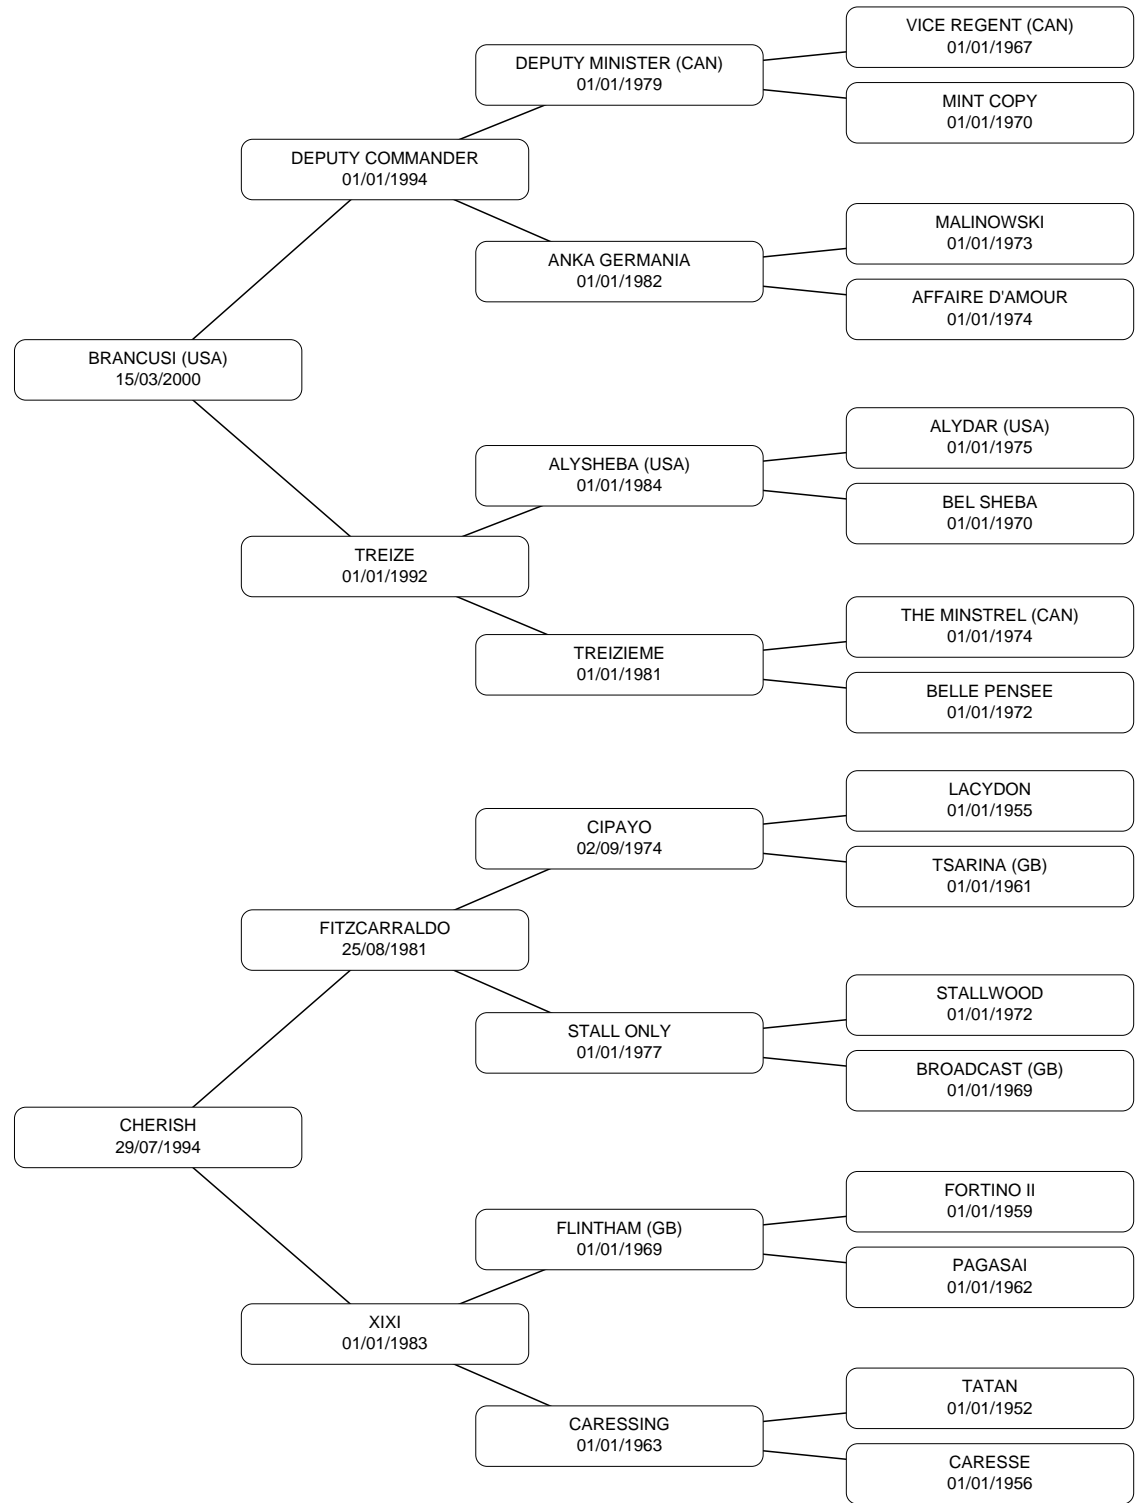 VICE REGENT (CAN)
01/01/1967
DEPUTY MINISTER (CAN)
01/01/1979
MINT COPY
01/01/1970
DEPUTY COMMANDER
01/01/1994
MALINOWSKI
01/01/1973
ANKA GERMANIA
01/01/1982
AFFAIRE D'AMOUR
01/01/1974
BRANCUSI (USA)
15/03/2000
ALYDAR (USA)
01/01/1975
ALYSHEBA (USA)
01/01/1984
BEL SHEBA
01/01/1970
TREIZE
01/01/1992
THE MINSTREL (CAN)
01/01/1974
TREIZIEME
01/01/1981
BELLE PENSEE
01/01/1972
LACYDON
01/01/1955
CIPAYO
02/09/1974
TSARINA (GB)
01/01/1961
FITZCARRALDO
25/08/1981
STALLWOOD
01/01/1972
STALL ONLY
01/01/1977
BROADCAST (GB)
01/01/1969
CHERISH
29/07/1994
FORTINO II
01/01/1959
FLINTHAM (GB)
01/01/1969
PAGASAI
01/01/1962
XIXI
01/01/1983
TATAN
01/01/1952
CARESSING
01/01/1963
CARESSE
01/01/1956